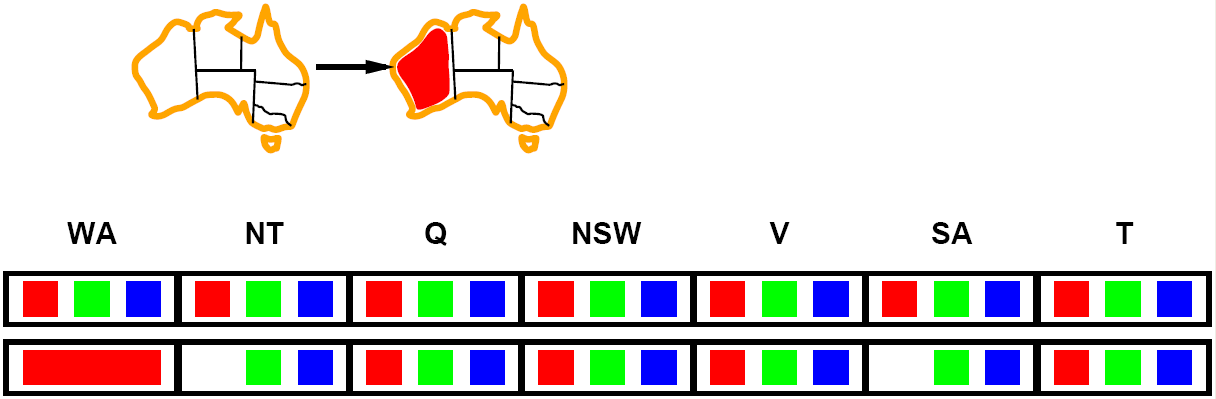 WA NT Q NSW V SA T